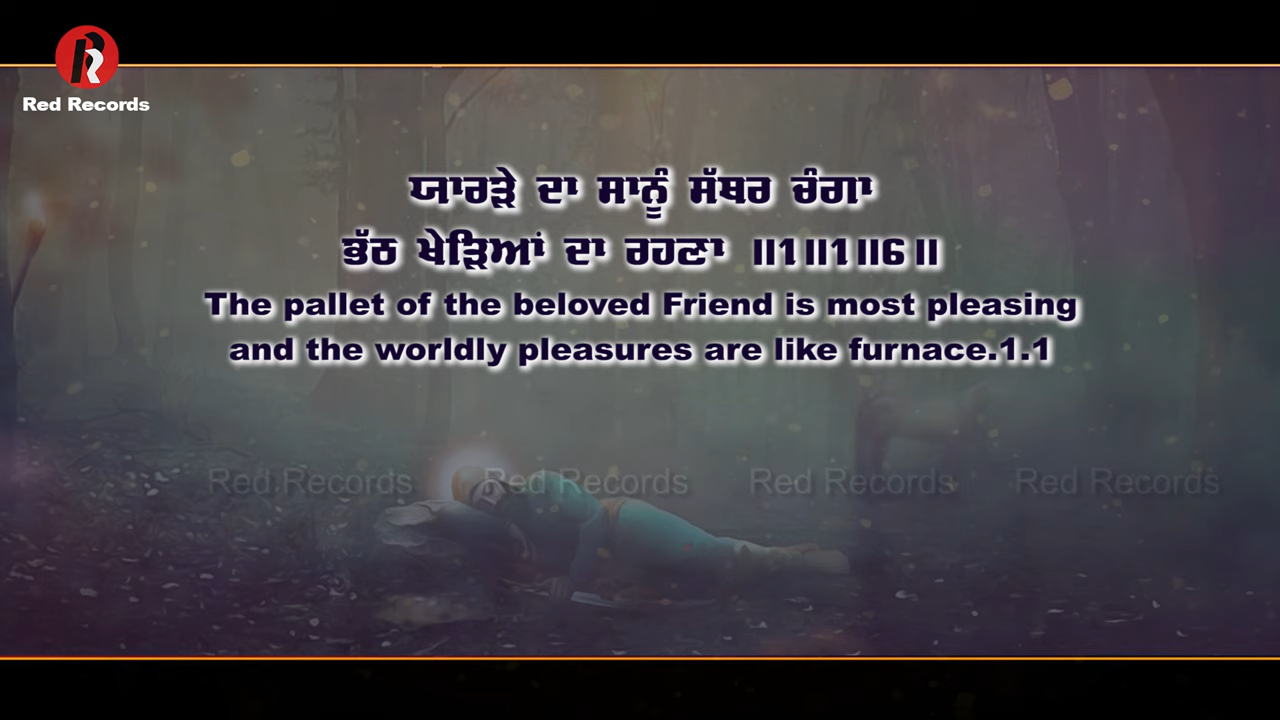 Red Records
ਯਾਰੜੇ ਦਾ ਸਾਨੂੰ ਸੱਥਰ ਚੰਗਾ
ਭੱਠ ਖੇੜਿਆਂ ਦਾ ਰਹਣਾ ॥1॥1॥6॥
The pallet of the beloved Friend is most pleasing
and the worldly pleasures are like furnace.1.1
Red Records Red Records Red Records Red Records